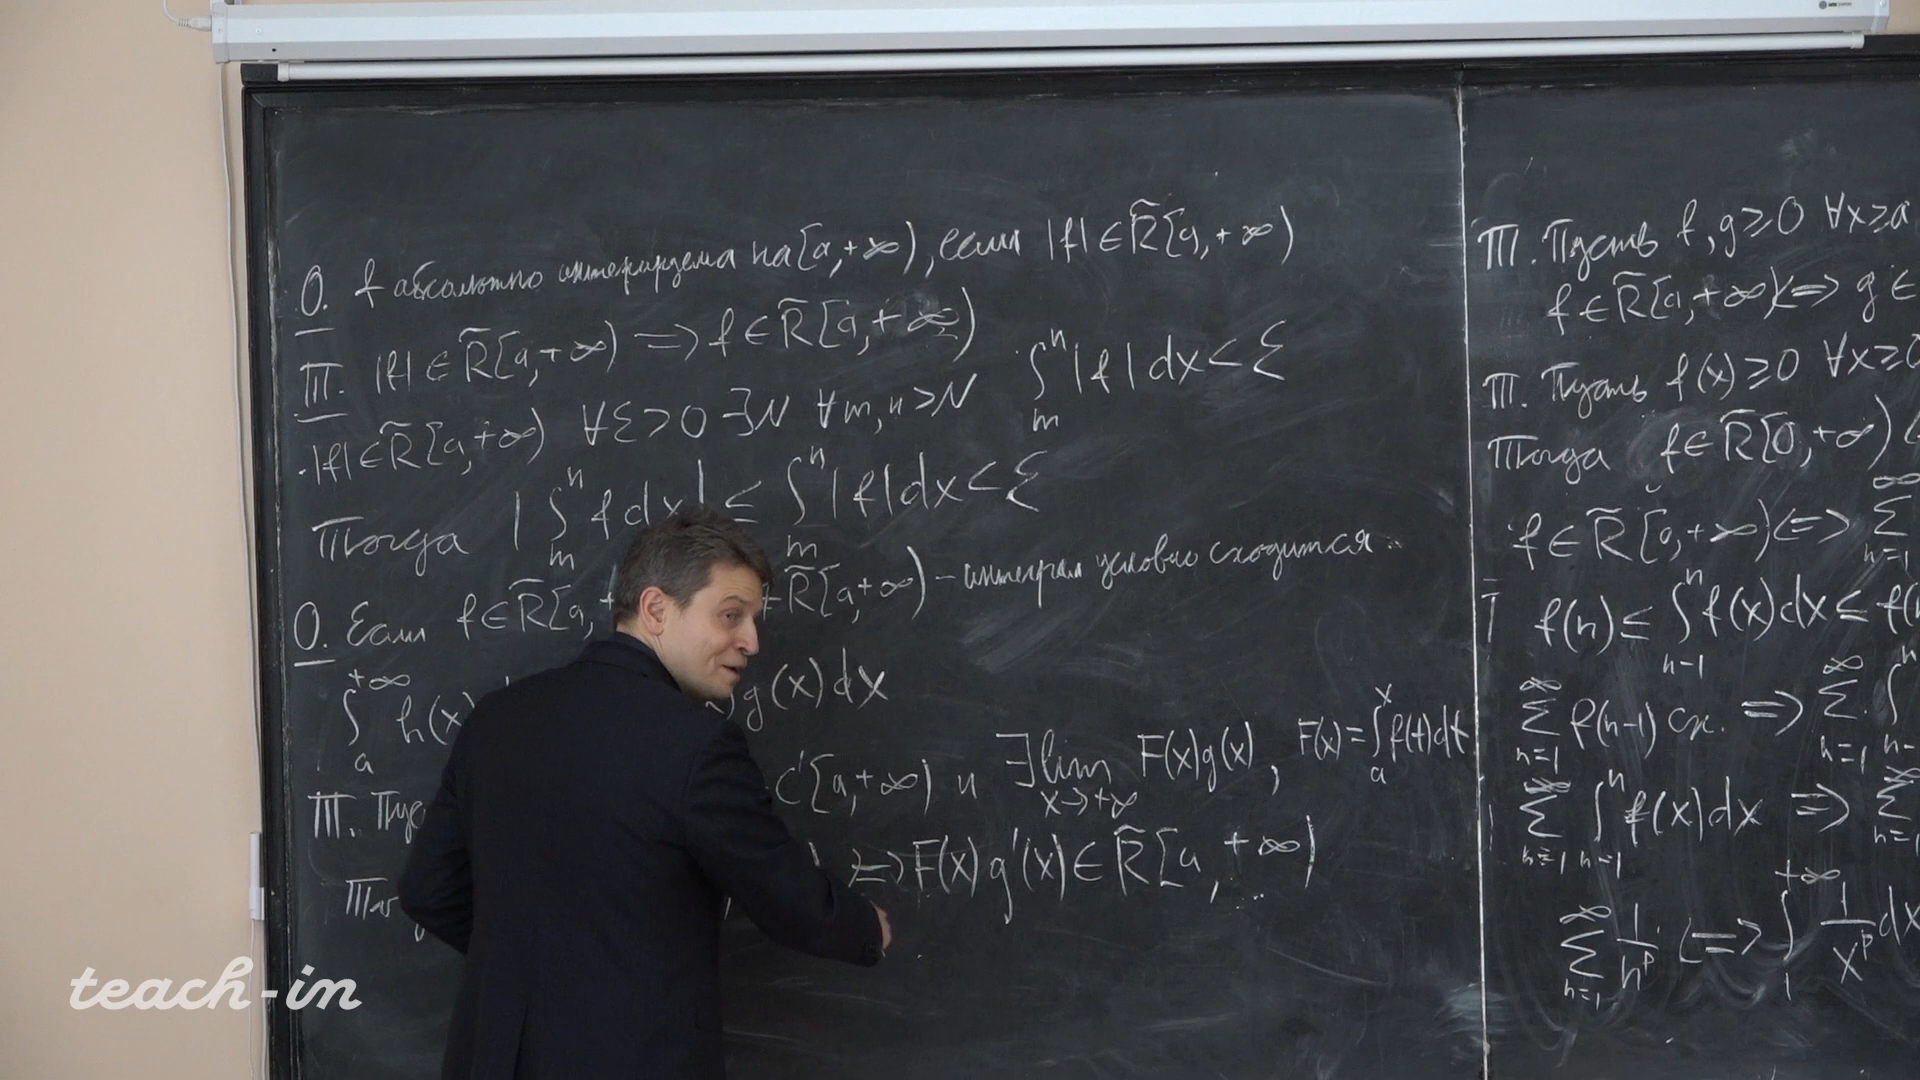 О. f абсолютно интегрируема на [a,+∞), если |f| ∈ R̃[a,+∞)
Т. |f| ∈ R̃[a,+∞) ⇒ f ∈ R̃[a,+∞)
|f| ∈ R̃[a,+∞) ∀ε>0 ∃N ∀m,n>N ∫ₘⁿ|f|dx<ε
Тогда |∫ₘⁿ f dx| ≤ ∫ₘⁿ|f|dx<ε
О. Если f ∈ R̃[a, R̃[a,+∞) – интеграл условно сходится.
∫ₐ^{+∞} h(x) g(x)dx
Т. C'[a,+∞) и ∃ lim_{x→+∞} F(x)g(x), F(x)=∫ₐˣ f(t)dt
⇔ F(x)g'(x) ∈ R̃[a,+∞)
Т. Пусть f,g≥0 ∀x≥a
f ∈ R̃[a,+∞) ⇔ g ∈
Т. Пусть f(x)≥0 ∀x≥0
Тогда f ∈ R̃[0,+∞)
f ∈ R̃[0,+∞) ⇔ ∑_{n=1}^∞
f(n) ≤ ∫_{n-1}^n f(x)dx ≤ f(
∑_{n=1}^∞ f(n-1) сх. ⇒ ∑_{n=1}^∞ ∫
∑_{n=1}^∞ ∫_{n-1}^n f(x)dx ⇒ ∑_{n=1}^∞
∑_{n=1}^∞ 1/n^p ⇔ ∫₁^{+∞} 1/x^p dx
teach-in